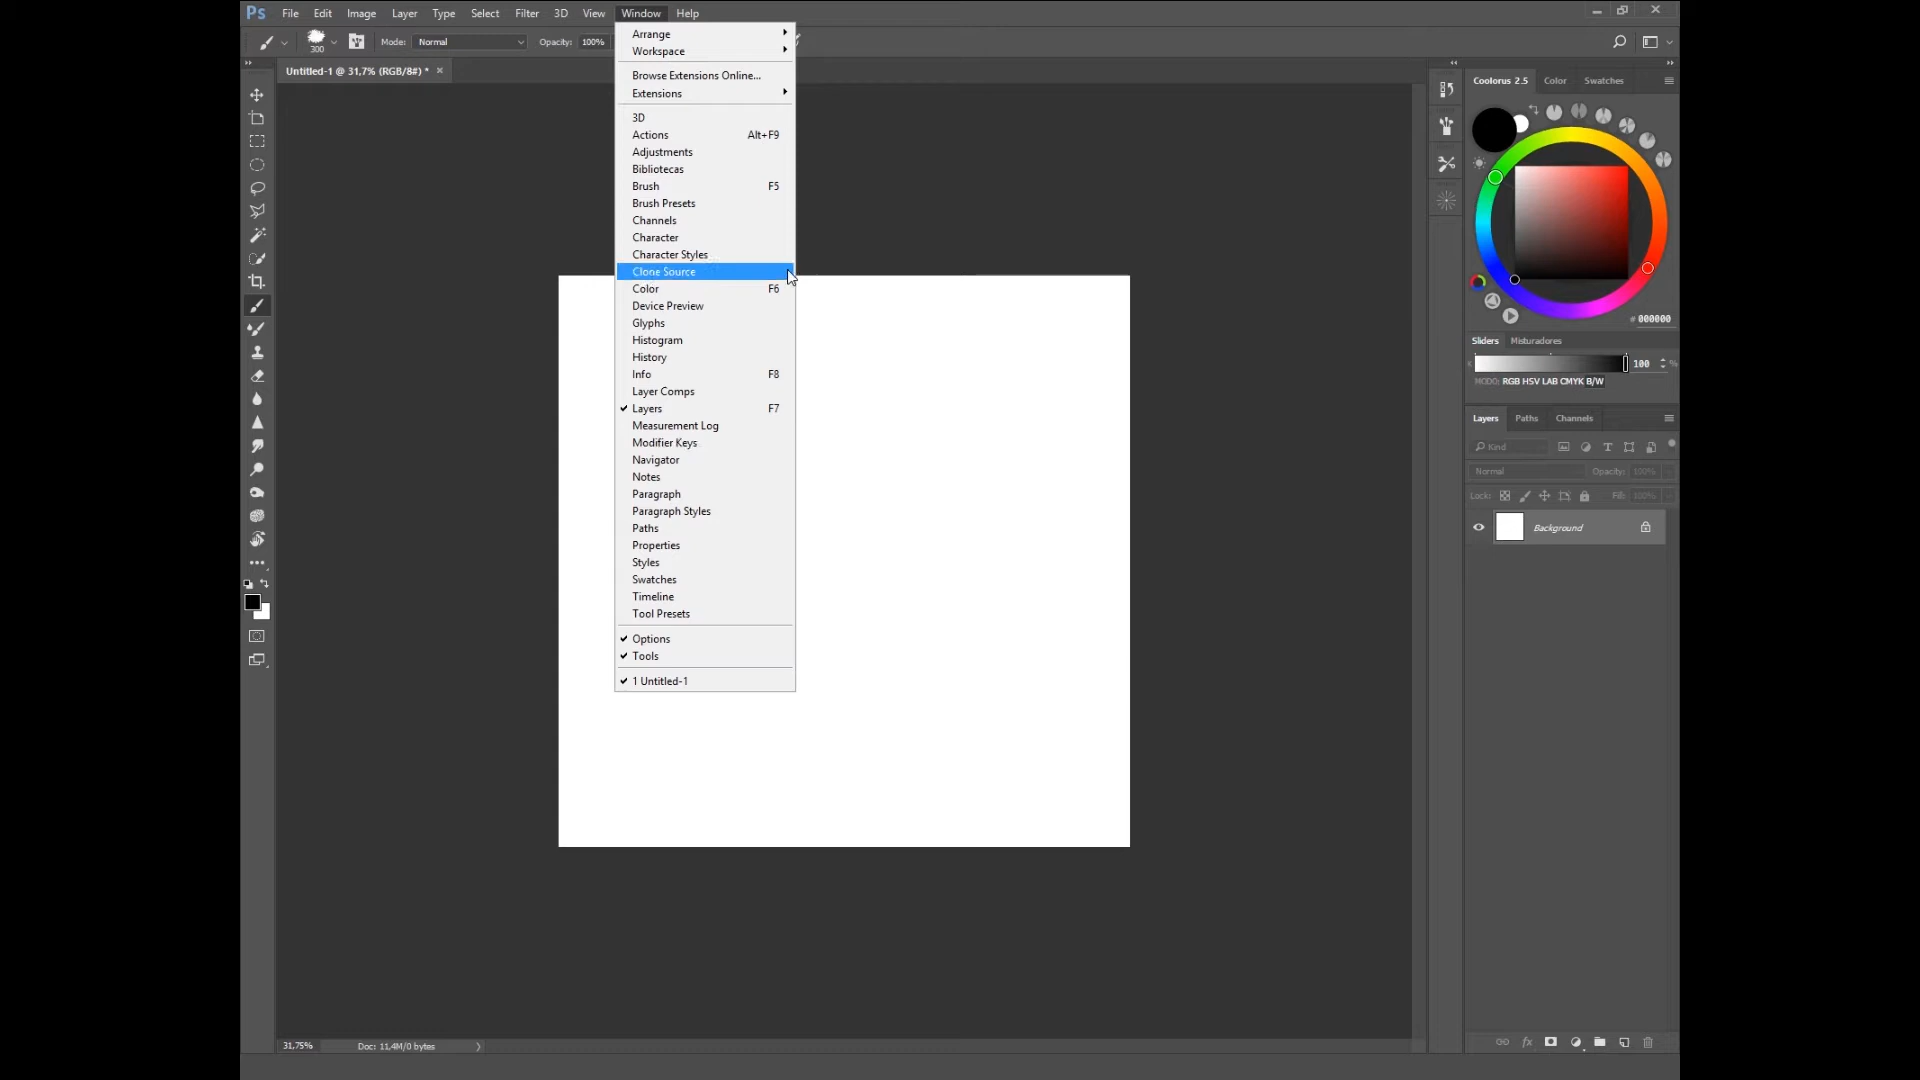 Ps File Edit Image Layer Type Select Filter 3D View Window Help
300 Mode: Normal Opacity: 100%
Untitled-1 @ 31,7% (RGB/8#) * ×
Arrange
Workspace
Browse Extensions Online...
Extensions
3D
Actions Alt+F9
Adjustments
Bibliotecas
Brush F5
Brush Presets
Channels
Character
Character Styles
Clone Source
Color F6
Device Preview
Glyphs
Histogram
History
Info F8
Layer Comps
Layers F7
Measurement Log
Modifier Keys
Navigator
Notes
Paragraph
Paragraph Styles
Paths
Properties
Styles
Swatches
Timeline
Tool Presets
Options
Tools
1 Untitled-1
Coolorus 2.5 Color Swatches
# 000000
Sliders Misturadores
K 100 %
MODO: RGB HSV LAB CMYK B/W
Layers Paths Channels
Kind
Normal Opacity: 100%
Lock: Fill: 100%
Background
fx
31,75% Doc: 11,4M/0 bytes